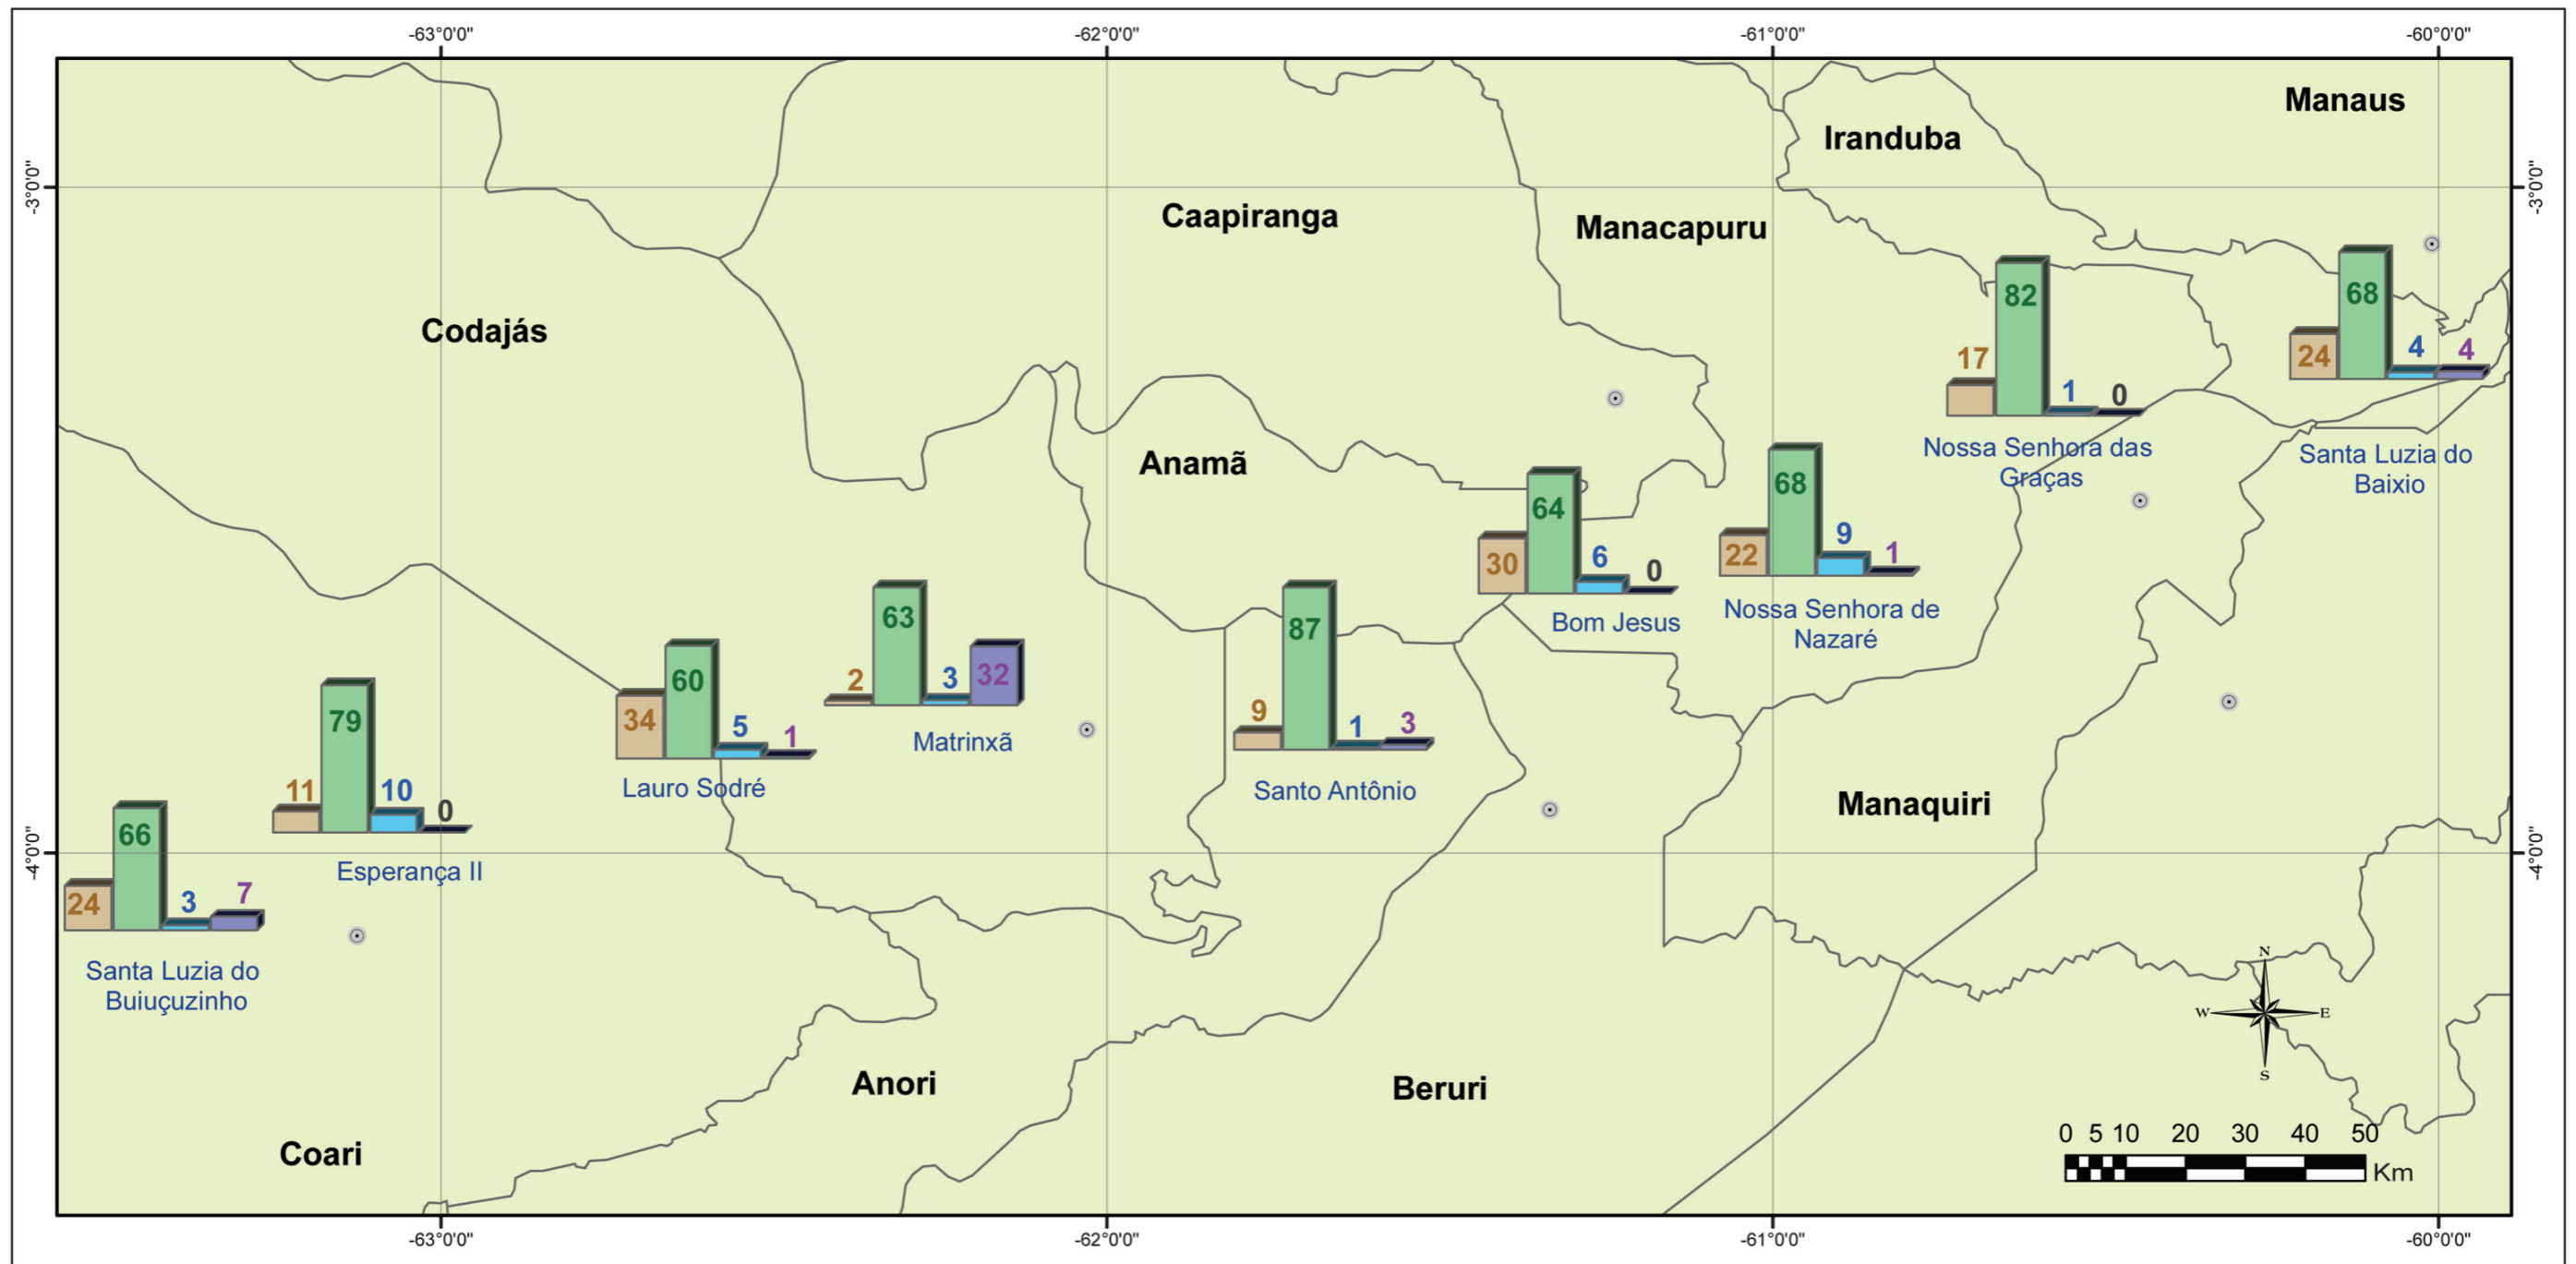 -63°0'0"
-62°0'0"
-61°0'0"
-60°0'0"
-3°0'0"
-3°0'0"
Manaus
Iranduba
Caapiranga
Manacapuru
Codajás
82
17
1
0
Nossa Senhora das
Graças
68
24
4
4
Santa Luzia do
Baixio
Anamã
64
30
6
0
Bom Jesus
68
22
9
1
Nossa Senhora de
Nazaré
63
2
3
32
Matrinxã
87
9
1
3
Santo Antônio
60
34
5
1
Lauro Sodré
79
11
10
0
Esperança II
66
24
3
7
Santa Luzia do
Buiuçuzinho
Manaquiri
-4°0'0"
-4°0'0"
Anori
Beruri
Coari
N
W
E
S
0 5 10 20 30 40 50
Km
-63°0'0"
-62°0'0"
-61°0'0"
-60°0'0"